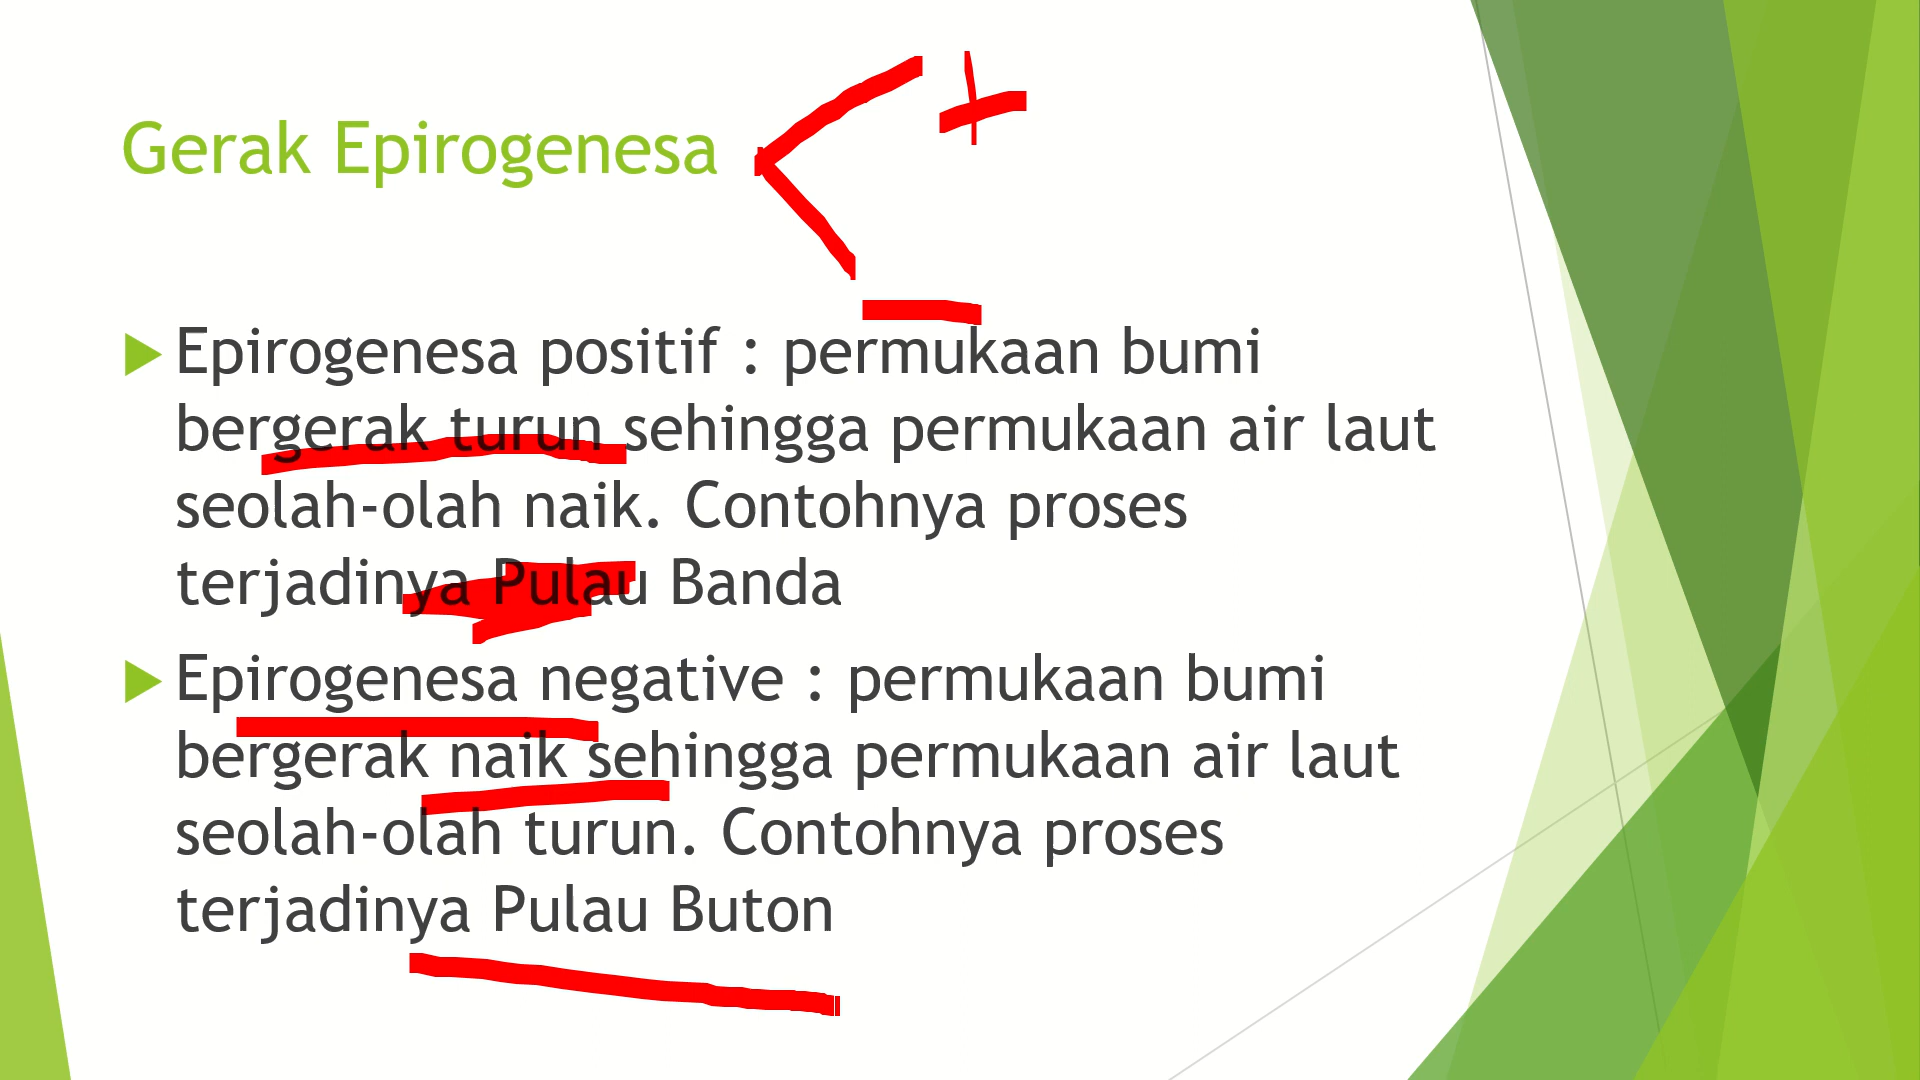 Gerak Epirogenesa
+
-
Epirogenesa positif : permukaan bumi
bergerak turun sehingga permukaan air laut
seolah-olah naik. Contohnya proses
terjadinya Pulau Banda
Epirogenesa negative : permukaan bumi
bergerak naik sehingga permukaan air laut
seolah-olah turun. Contohnya proses
terjadinya Pulau Buton